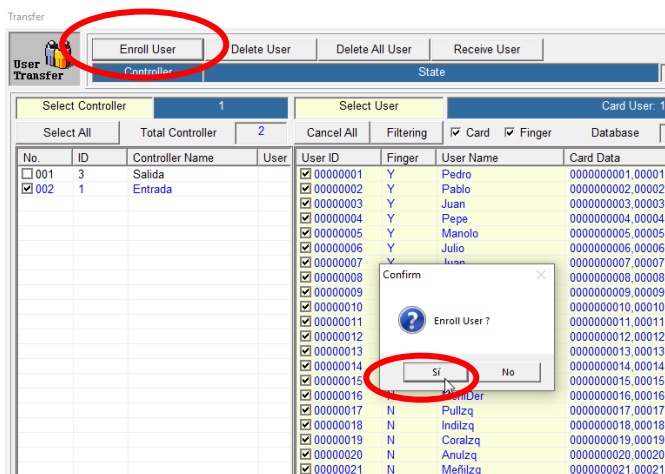 Transfer
User Transfer
Enroll User Delete User Delete All User Receive User
Controller State
Select Controller 1 Select User Card User: 1
Select All Total Controller 2 Cancel All Filtering Card Finger Database
No. ID Controller Name User User ID Finger User Name Card Data
001 3 Salida 00000001 Y Pedro 0000000001,00001
002 1 Entrada 00000002 Y Pablo 0000000002,00002
00000003 Y Juan 0000000003,00003
00000004 Y Pepe 0000000004,00004
00000005 Y Manolo 0000000005,00005
00000006 Y Julio 0000000006,00006
00000007 Y Juan 0000000007,00007
00000008 0000000008,00008
00000009 0000000009,00009
00000010 0000000010,00010
00000011 0000000011,00011
00000012 0000000012,00012
00000013 0000000013,00013
00000014 0000000014,00014
00000015 0000000015,00015
Confirm
Enroll User ?
Sí No
00000016 N 0000000016,00016
00000017 N PulIzq 0000000017,00017
00000018 N IndiIzq 0000000018,00018
00000019 N CoraIzq 0000000019,00019
00000020 N AnuIzq 0000000020,00020
00000021 N MeñiIzq 0000000021,00021